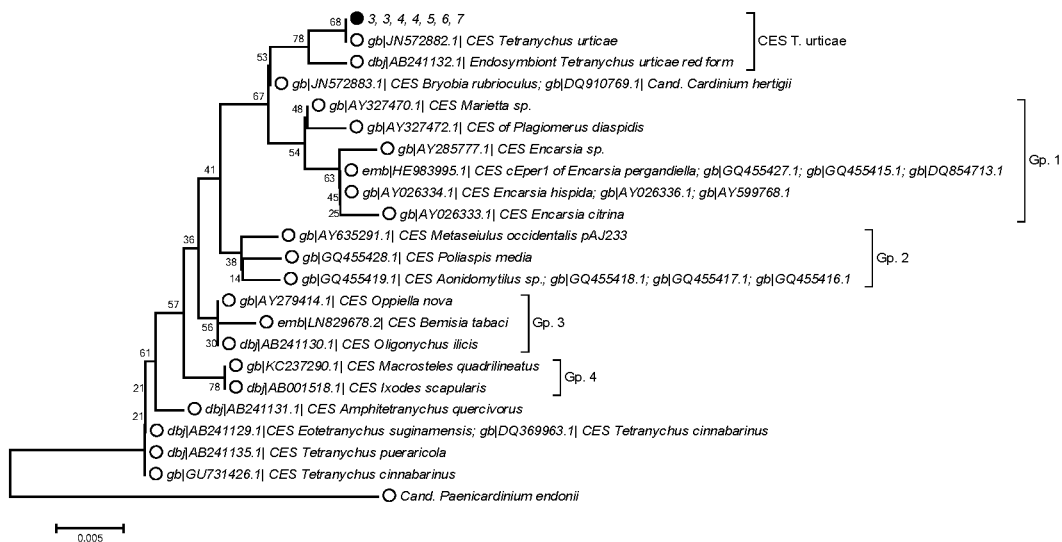 3, 3, 4, 4, 5, 6, 7
68
gb|JN572882.1| CES Tetranychus urticae
CES T. urticae
78
dbj|AB241132.1| Endosymbiont Tetranychus urticae red form
53
gb|JN572883.1| CES Bryobia rubrioculus; gb|DQ910769.1| Cand. Cardinium hertigii
67
gb|AY327470.1| CES Marietta sp.
48
gb|AY327472.1| CES of Plagiomerus diaspidis
54
gb|AY285777.1| CES Encarsia sp.
Gp. 1
63
emb|HE983995.1| CES cEper1 of Encarsia pergandiella; gb|GQ455427.1; gb|GQ455415.1; gb|DQ854713.1
41
gb|AY026334.1| CES Encarsia hispida; gb|AY026336.1; gb|AY599768.1
45
25
gb|AY026333.1| CES Encarsia citrina
gb|AY635291.1| CES Metaseiulus occidentalis pAJ233
36
38
gb|GQ455428.1| CES Poliaspis media
Gp. 2
14
gb|GQ455419.1| CES Aonidomytilus sp.; gb|GQ455418.1; gb|GQ455417.1; gb|GQ455416.1
57
gb|AY279414.1| CES Oppiella nova
56
emb|LN829678.2| CES Bemisia tabaci
Gp. 3
30
dbj|AB241130.1| CES Oligonychus ilicis
61
gb|KC237290.1| CES Macrosteles quadrilineatus
Gp. 4
78
dbj|AB001518.1| CES Ixodes scapularis
21
dbj|AB241131.1| CES Amphitetranychus quercivorus
21
dbj|AB241129.1|CES Eotetranychus suginamensis; gb|DQ369963.1| CES Tetranychus cinnabarinus
dbj|AB241135.1| CES Tetranychus pueraricola
gb|GU731426.1| CES Tetranychus cinnabarinus
Cand. Paenicardinium endonii
0.005